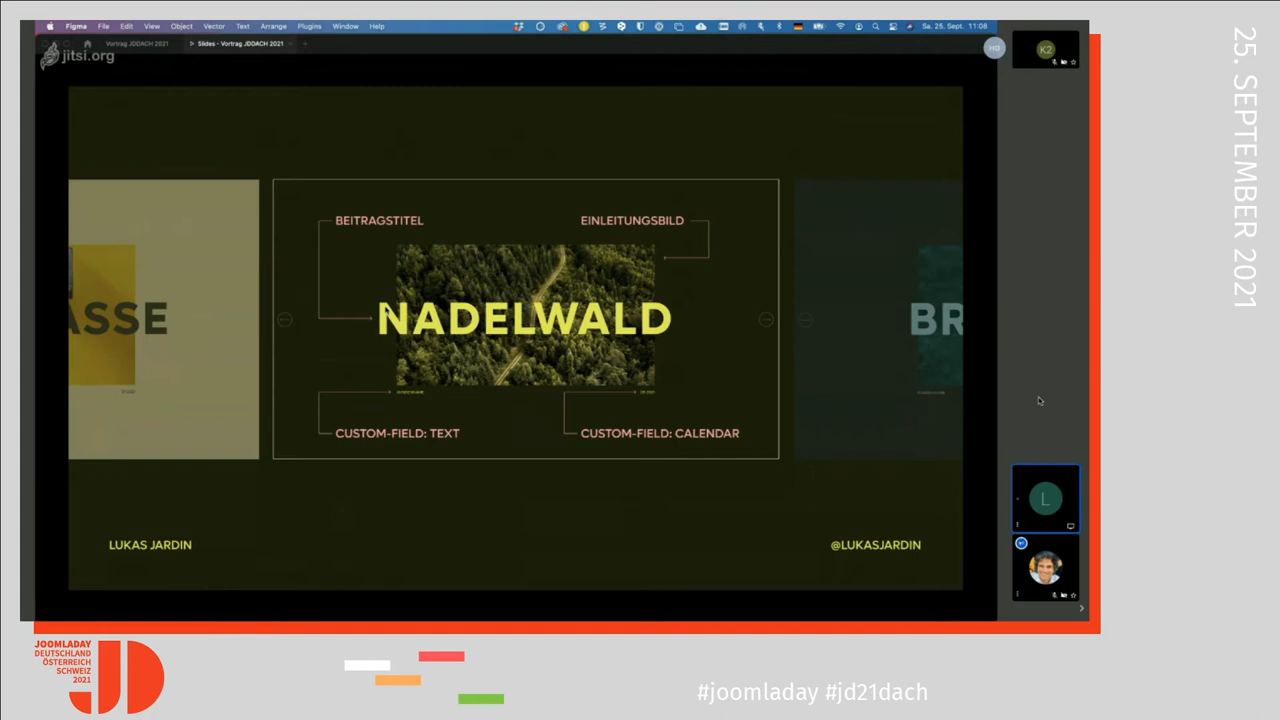 Figma File Edit View Object Vector Text Arrange Plugins Window Help
Sa. 25. Sept. 11:08
Vortrag JDDACH 2021
Slides - Vortrag JDDACH 2021
jitsi.org
K2
BEITRAGSTITEL
EINLEITUNGSBILD
ASSE
NADELWALD
BR
CUSTOM-FIELD: TEXT
CUSTOM-FIELD: CALENDAR
L
LUKAS JARDIN
@LUKASJARDIN
25. SEPTEMBER 2021
JOOMLADAY
DEUTSCHLAND
ÖSTERREICH
SCHWEIZ
2021
JD
#joomladay #jd21dach